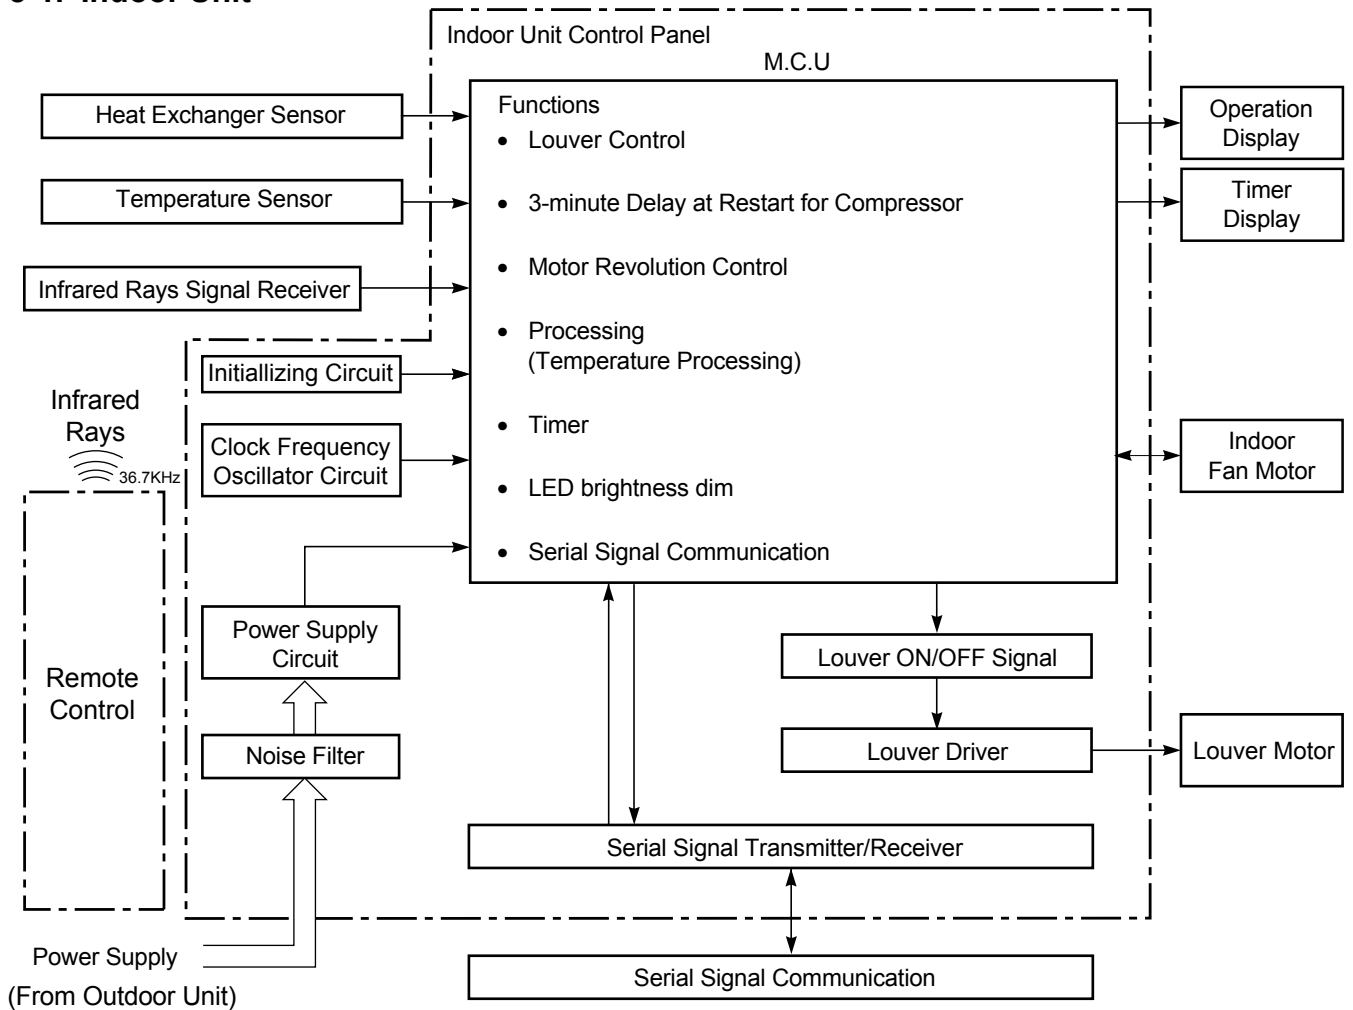 Indoor Unit Control Panel
M.C.U
Heat Exchanger Sensor
Temperature Sensor
Infrared Rays Signal Receiver
Initiallizing Circuit
Clock Frequency
Oscillator Circuit
Infrared
Rays
36.7KHz
Remote
Control
Power Supply
Circuit
Noise Filter
Power Supply
(From Outdoor Unit)
Functions
• Louver Control
• 3-minute Delay at Restart for Compressor
• Motor Revolution Control
• Processing
(Temperature Processing)
• Timer
• LED brightness dim
• Serial Signal Communication
Louver ON/OFF Signal
Louver Driver
Serial Signal Transmitter/Receiver
Serial Signal Communication
Operation
Display
Timer
Display
Indoor
Fan Motor
Louver Motor